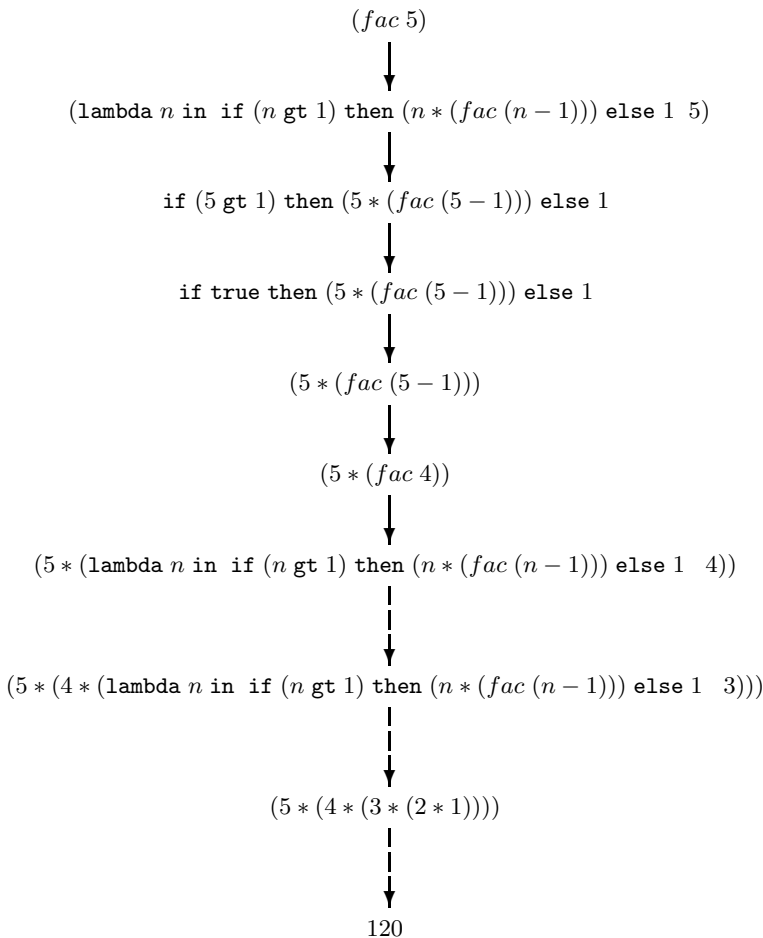 (fac 5)
(lambda n in if (n gt 1) then (n ∗ (fac (n − 1))) else 1 5)
if (5 gt 1) then (5 ∗ (fac (5 − 1))) else 1
if true then (5 ∗ (fac (5 − 1))) else 1
(5 ∗ (fac (5 − 1)))
(5 ∗ (fac 4))
(5 ∗ (lambda n in if (n gt 1) then (n ∗ (fac (n − 1))) else 1 4))
(5 ∗ (4 ∗ (lambda n in if (n gt 1) then (n ∗ (fac (n − 1))) else 1 3)))
(5 ∗ (4 ∗ (3 ∗ (2 ∗ 1))))
120